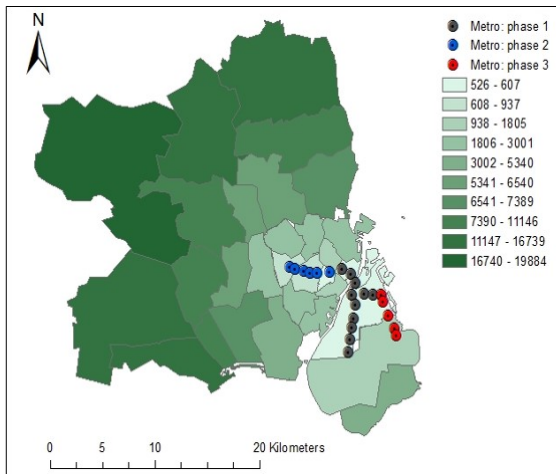 N
Metro: phase 1
Metro: phase 2
Metro: phase 3
526 - 607
608 - 937
938 - 1805
1806 - 3001
3002 - 5340
5341 - 6540
6541 - 7389
7390 - 11146
11147 - 16739
16740 - 19884
0 5 10 20 Kilometers